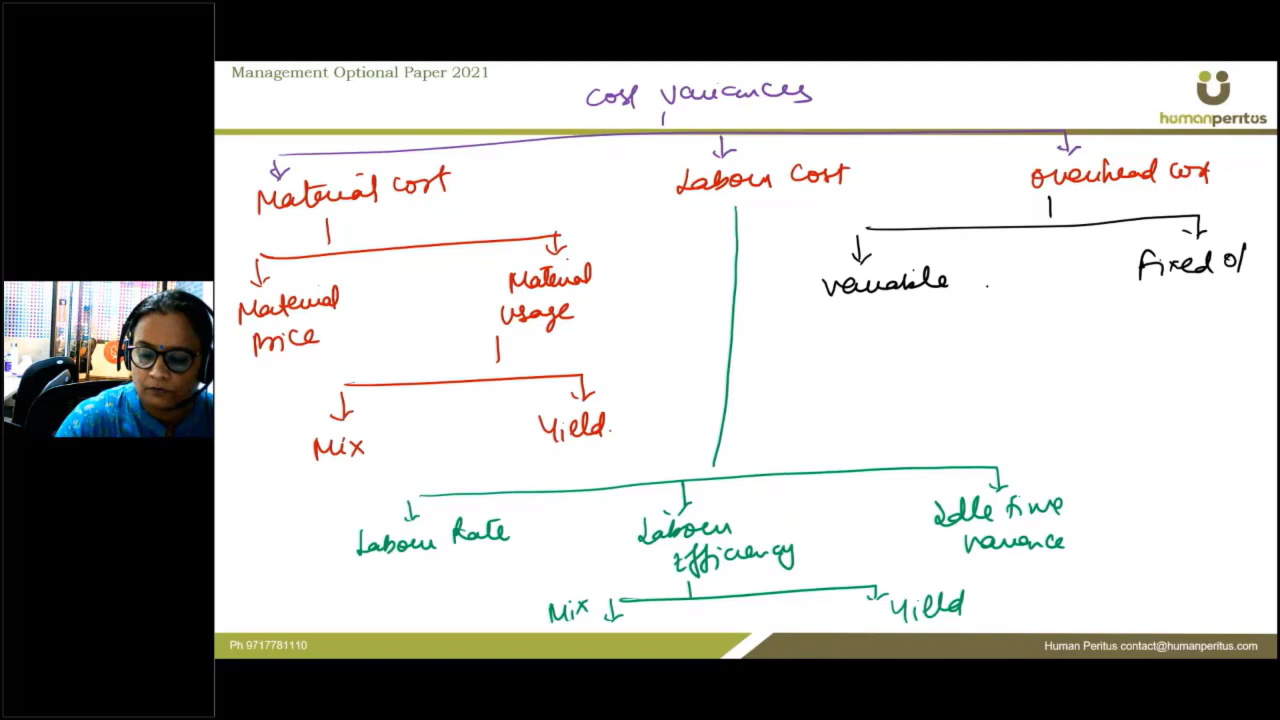 Management Optional Paper 2021
humanperitus
Cost variances
Material Cost
Labour Cost
Overhead Cost
Material
Price
Material
usage
Variable
Fixed O/
Mix
Yield.
Labour Rate
Labour
Efficiency
Idle time
variance
Mix
Yield
Ph 9717781110
Human Peritus contact@humanperitus.com